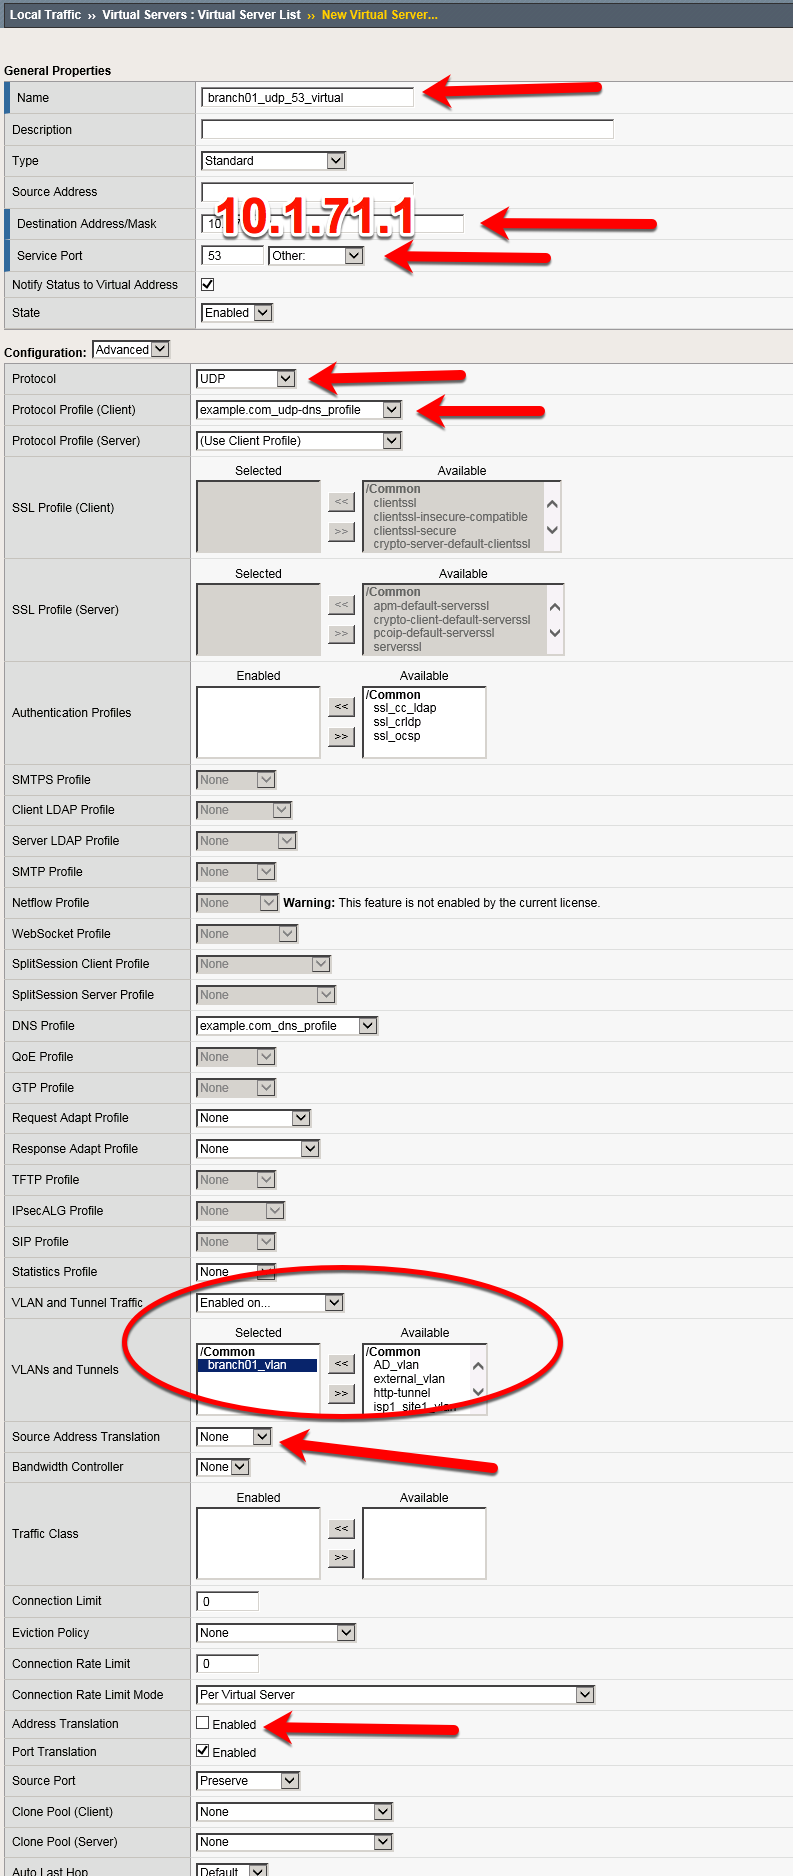 Local Traffic » Virtual Servers : Virtual Server List » New Virtual Server...
General Properties
Name branch01_udp_53_virtual
Description
Type Standard
Source Address
Destination Address/Mask 10.1.71.1
Service Port 53 Other:
Notify Status to Virtual Address
State Enabled
Configuration: Advanced
Protocol UDP
Protocol Profile (Client) example.com_udp-dns_profile
Protocol Profile (Server) (Use Client Profile)
Selected Available
SSL Profile (Client) << /Common
clientssl
clientssl-insecure-compatible
>> clientssl-secure
crypto-server-default-clientssl
Selected Available
SSL Profile (Server) << /Common
apm-default-serverssl
crypto-client-default-serverssl
>> pcoip-default-serverssl
serverssl
Enabled Available
Authentication Profiles << /Common
ssl_cc_ldap
ssl_crldp
>> ssl_ocsp
SMTPS Profile None
Client LDAP Profile None
Server LDAP Profile None
SMTP Profile None
Netflow Profile None Warning: This feature is not enabled by the current license.
WebSocket Profile None
SplitSession Client Profile None
SplitSession Server Profile None
DNS Profile example.com_dns_profile
QoE Profile None
GTP Profile None
Request Adapt Profile None
Response Adapt Profile None
TFTP Profile None
IPsecALG Profile None
SIP Profile None
Statistics Profile None
VLAN and Tunnel Traffic Enabled on...
Selected Available
VLANs and Tunnels /Common << /Common
branch01_vlan AD_vlan
external_vlan
>> http-tunnel
isp1_site1_vlan
Source Address Translation None
Bandwidth Controller None
Enabled Available
Traffic Class <<
>>
Connection Limit 0
Eviction Policy None
Connection Rate Limit 0
Connection Rate Limit Mode Per Virtual Server
Address Translation Enabled
Port Translation Enabled
Source Port Preserve
Clone Pool (Client) None
Clone Pool (Server) None
Auto Last Hop Default